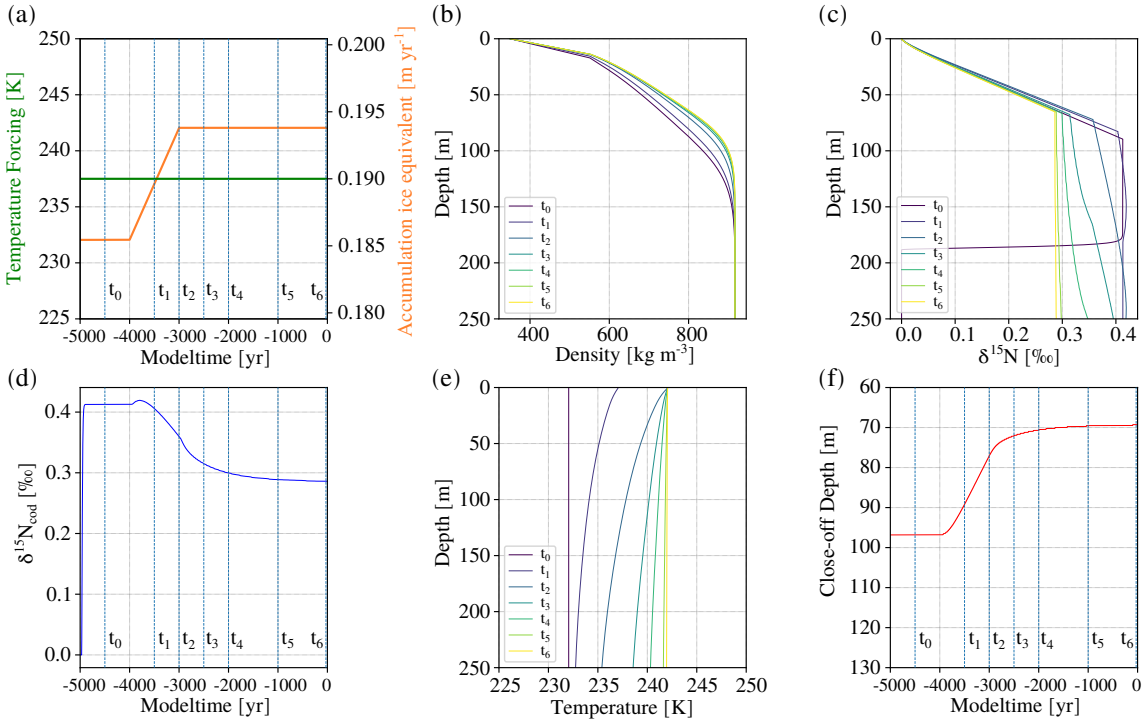 (a)
250
245
240
235
230
225
Temperature Forcing [K]
0.200
0.195
0.190
0.185
0.180
Accumulation ice equivalent [m yr⁻¹]
t₀ t₁ t₂ t₃ t₄ t₅ t₆
-5000 -4000 -3000 -2000 -1000 0
Modeltime [yr]
(b)
0
50
100
150
200
250
Depth [m]
t₀
t₁
t₂
t₃
t₄
t₅
t₆
400 600 800
Density [kg m⁻³]
(c)
0
50
100
150
200
250
Depth [m]
t₀
t₁
t₂
t₃
t₄
t₅
t₆
0.0 0.1 0.2 0.3 0.4
δ¹⁵N [‰]
(d)
0.4
0.3
0.2
0.1
0.0
δ¹⁵N_cod [‰]
t₀ t₁ t₂ t₃ t₄ t₅ t₆
-5000 -4000 -3000 -2000 -1000 0
Modeltime [yr]
(e)
0
50
100
150
200
250
Depth [m]
t₀
t₁
t₂
t₃
t₄
t₅
t₆
225 230 235 240 245 250
Temperature [K]
(f)
60
70
80
90
100
110
120
130
Close-off Depth [m]
t₀ t₁ t₂ t₃ t₄ t₅ t₆
-5000 -4000 -3000 -2000 -1000 0
Modeltime [yr]